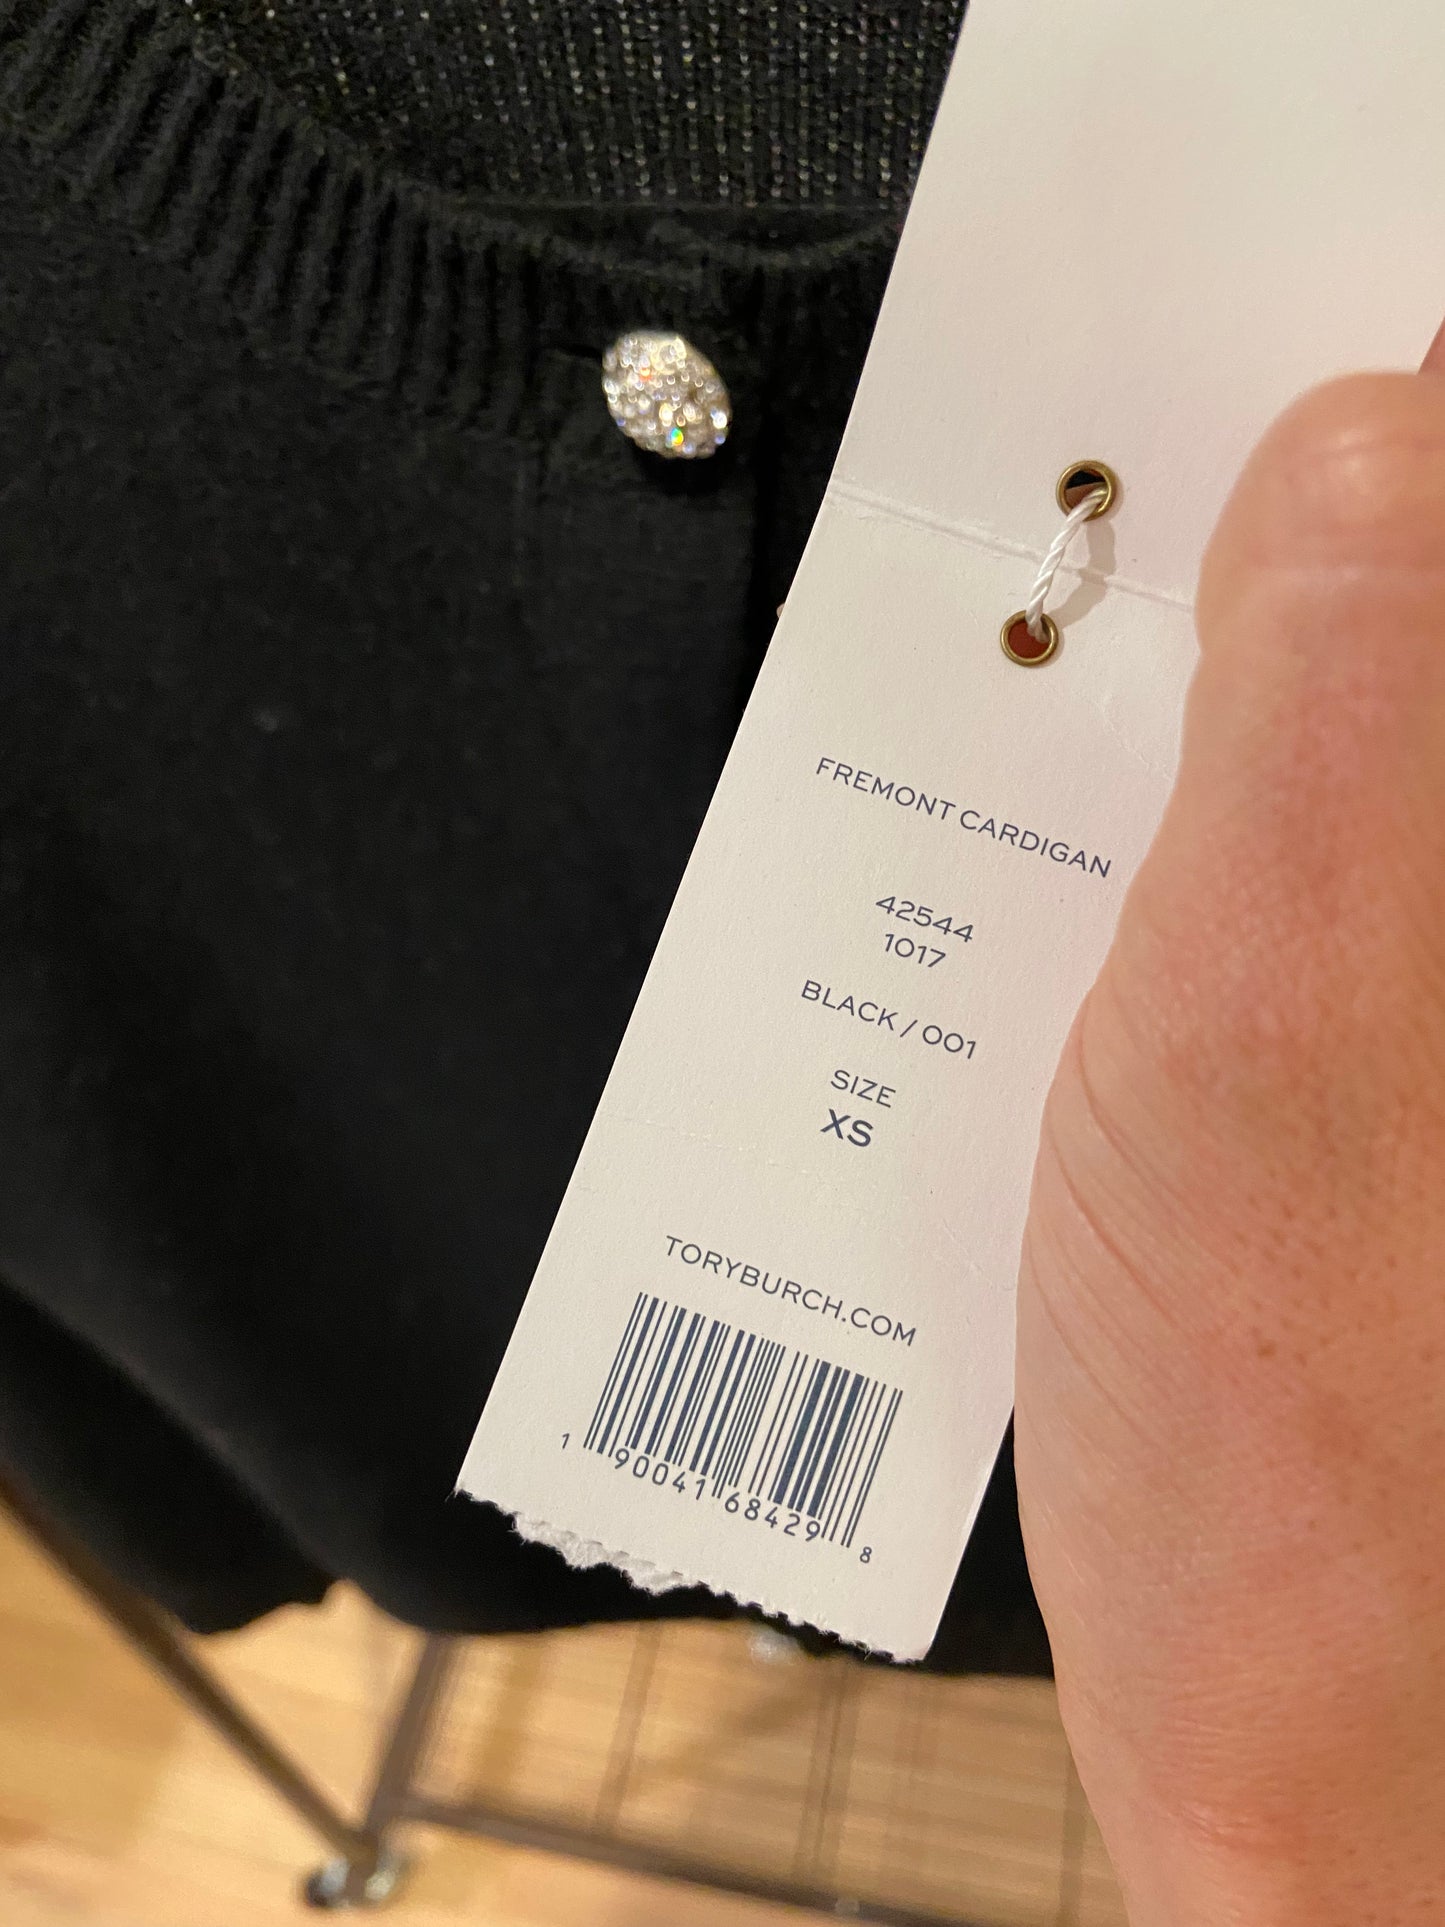 FREMONT CARDIGAN
42544
1017
BLACK / 001
SIZE
XS
TORYBURCH.COM
1 90041 68429 8